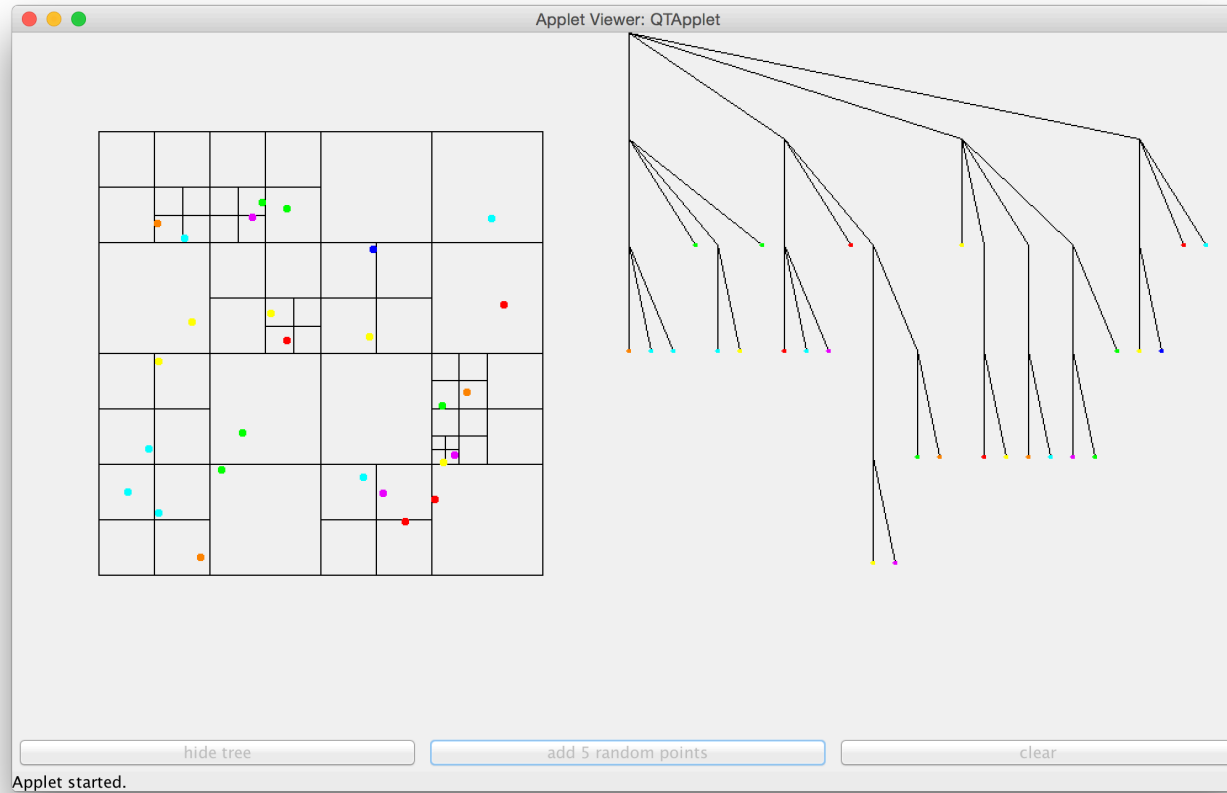 Applet Viewer: QTApplet
hide tree
add 5 random points
clear
Applet started.